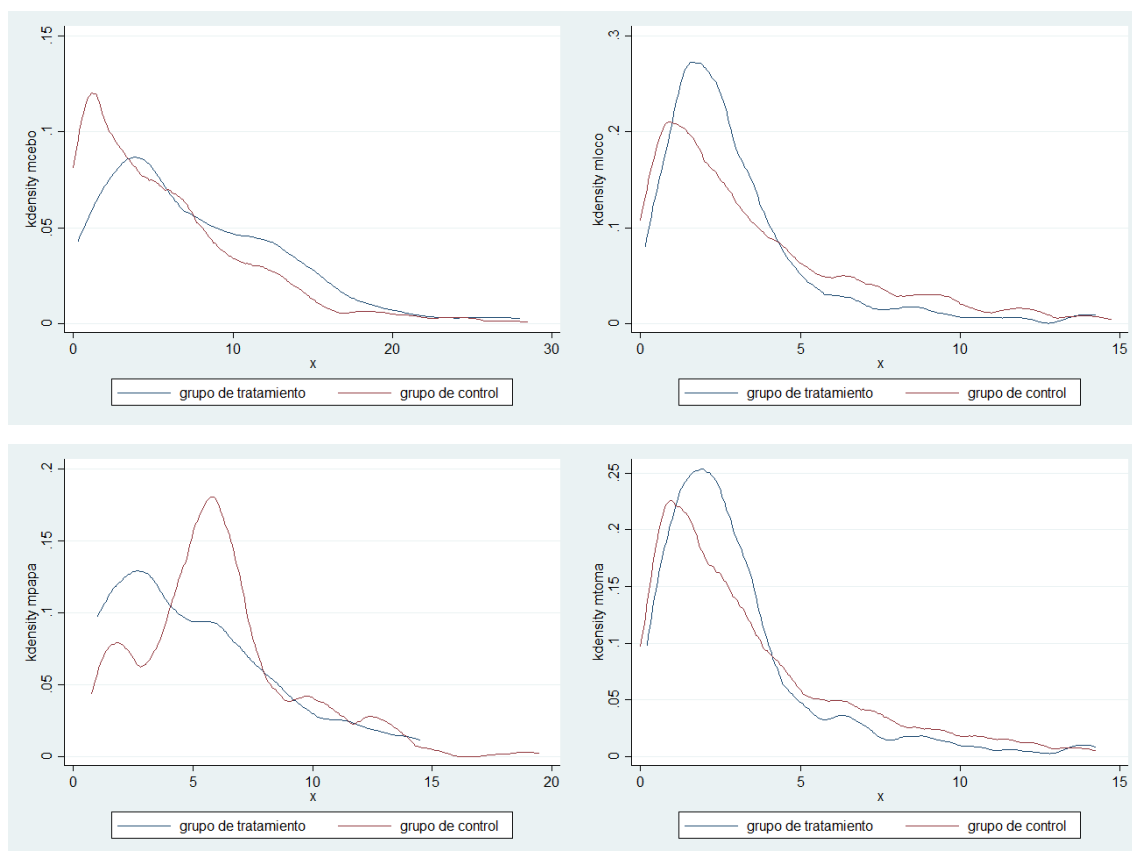 kdensity mcebo
0 .05 .1 .15
0 10 20 30
x
grupo de tratamiento grupo de control
kdensity mloco
0 .1 .2 .3
0 5 10 15
x
grupo de tratamiento grupo de control
kdensity mpapa
0 .05 .1 .15 .2
0 5 10 15 20
x
grupo de tratamiento grupo de control
kdensity mtoma
0 .05 .1 .15 .2 .25
0 5 10 15
x
grupo de tratamiento grupo de control